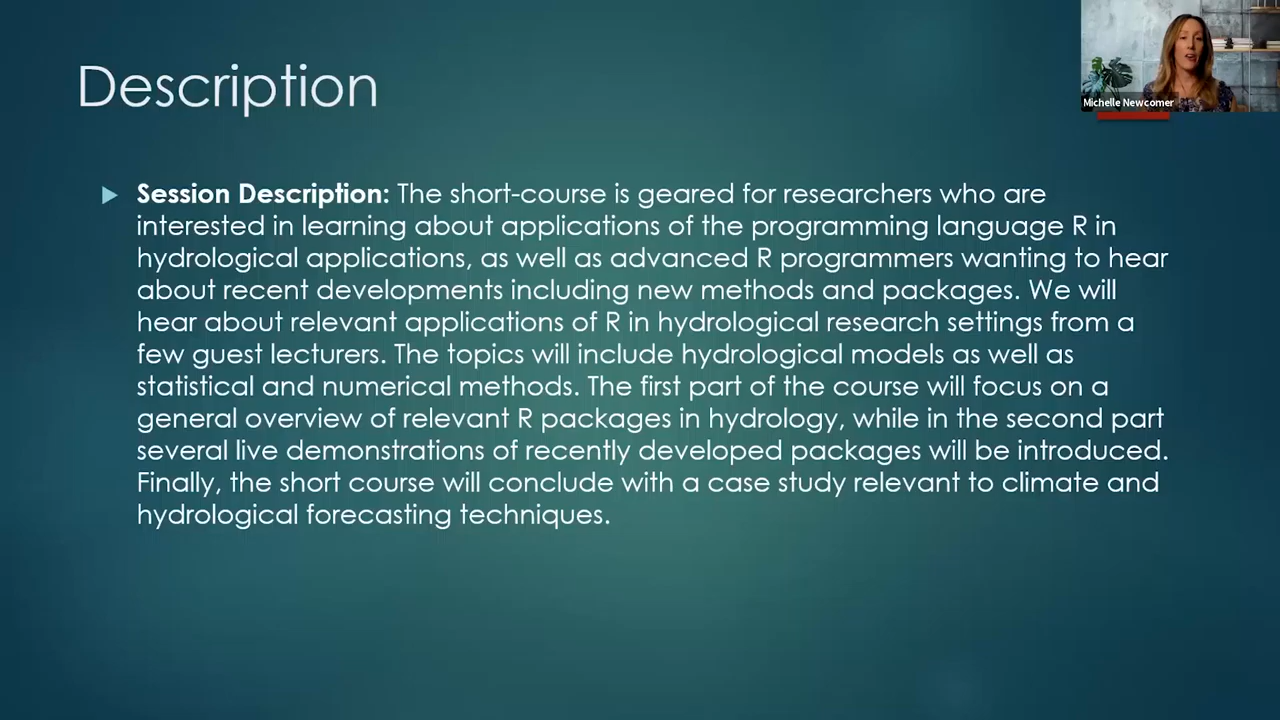 Description
Michelle Newcomer
Session Description: The short-course is geared for researchers who are
interested in learning about applications of the programming language R in
hydrological applications, as well as advanced R programmers wanting to hear
about recent developments including new methods and packages. We will
hear about relevant applications of R in hydrological research settings from a
few guest lecturers. The topics will include hydrological models as well as
statistical and numerical methods. The first part of the course will focus on a
general overview of relevant R packages in hydrology, while in the second part
several live demonstrations of recently developed packages will be introduced.
Finally, the short course will conclude with a case study relevant to climate and
hydrological forecasting techniques.